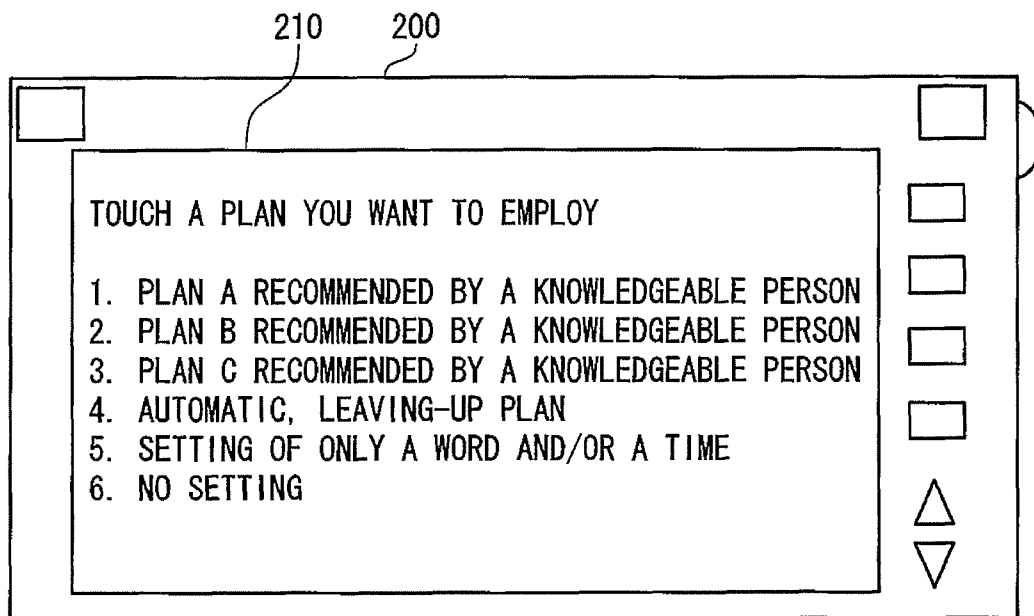 210 200
TOUCH A PLAN YOU WANT TO EMPLOY
1. PLAN A RECOMMENDED BY A KNOWLEDGEABLE PERSON
2. PLAN B RECOMMENDED BY A KNOWLEDGEABLE PERSON
3. PLAN C RECOMMENDED BY A KNOWLEDGEABLE PERSON
4. AUTOMATIC, LEAVING-UP PLAN
5. SETTING OF ONLY A WORD AND/OR A TIME
6. NO SETTING